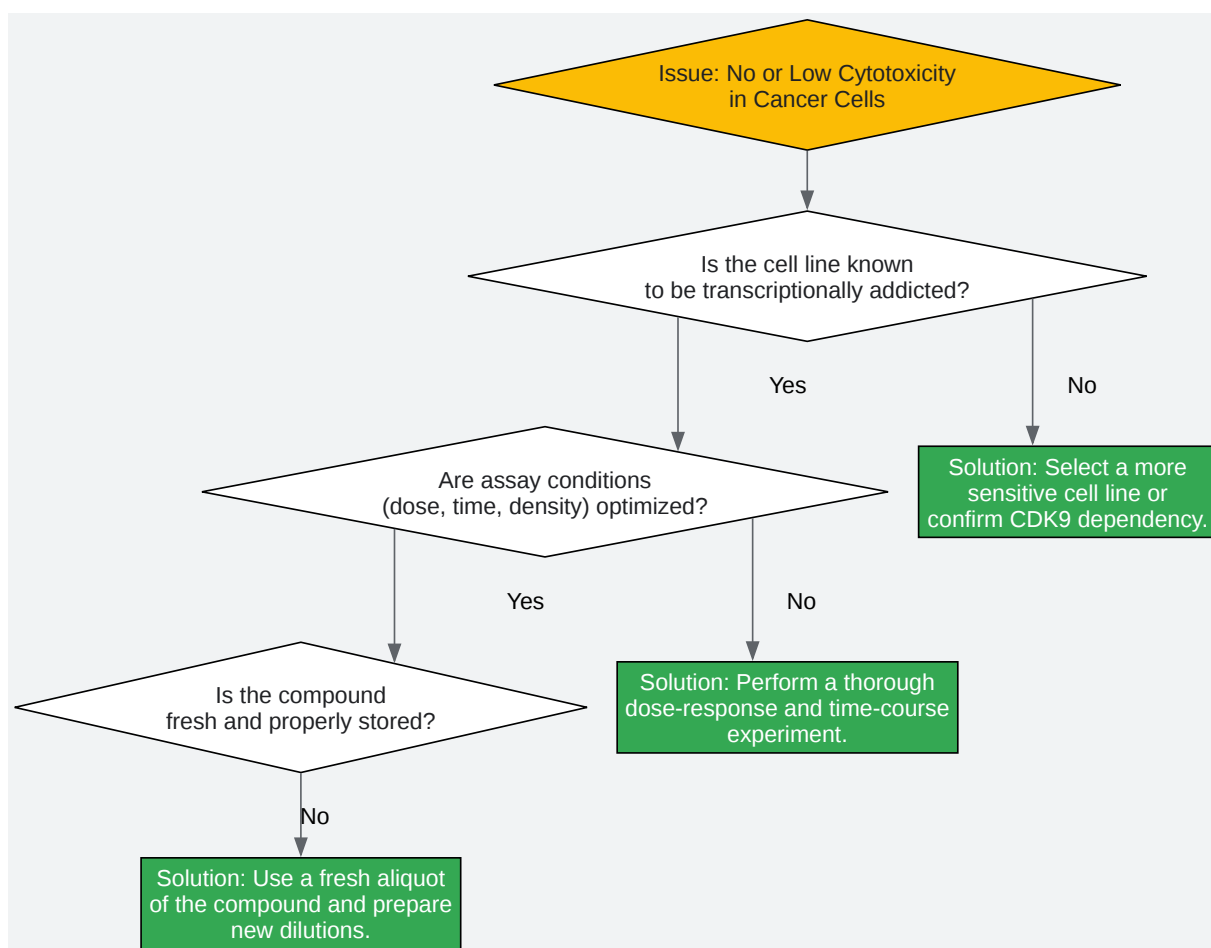 Issue: No or Low Cytotoxicity
in Cancer Cells
Is the cell line known
to be transcriptionally addicted?
Yes
No
Are assay conditions
(dose, time, density) optimized?
Solution: Select a more
sensitive cell line or
confirm CDK9 dependency.
Yes
No
Is the compound
fresh and properly stored?
Solution: Perform a thorough
dose-response and time-course
experiment.
No
Solution: Use a fresh aliquot
of the compound and prepare
new dilutions.